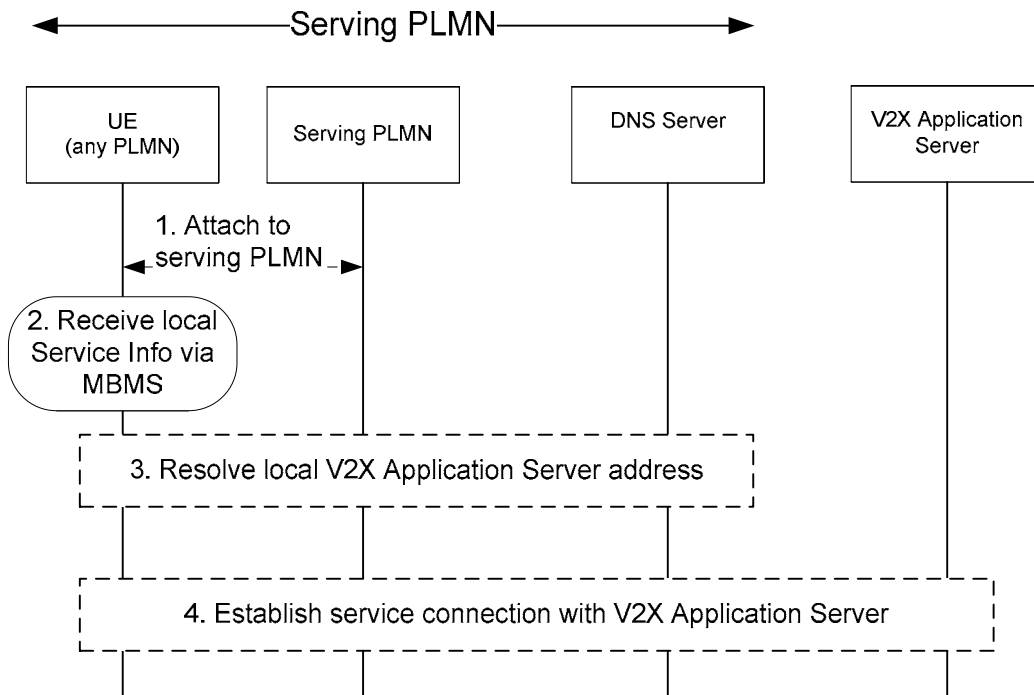 Serving PLMN
UE
(any PLMN)
Serving PLMN
DNS Server
V2X Application
Server
1. Attach to
serving PLMN
2. Receive local
Service Info via
MBMS
3. Resolve local V2X Application Server address
4. Establish service connection with V2X Application Server